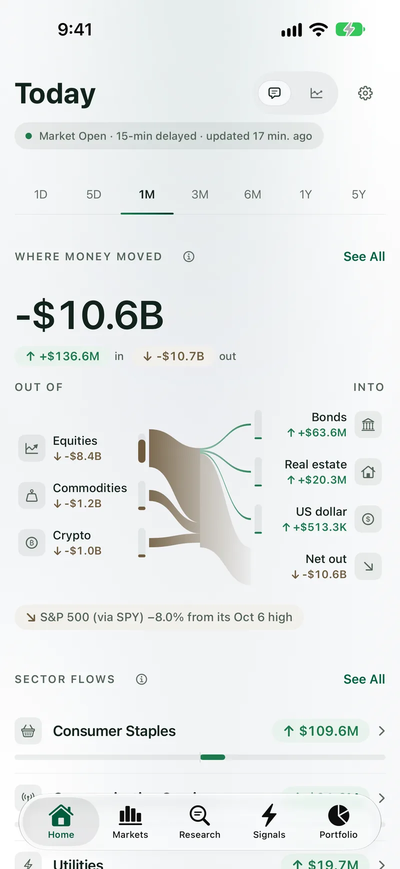 9:41
Today
Market Open · 15-min delayed · updated 17 min. ago
1D 5D 1M 3M 6M 1Y 5Y
WHERE MONEY MOVED See All
-$10.6B
↑ +$136.6M in ↓ -$10.7B out
OUT OF INTO
Equities
↓ -$8.4B
Commodities
↓ -$1.2B
Crypto
↓ -$1.0B
Bonds
↑ +$63.6M
Real estate
↑ +$20.3M
US dollar
↑ +$513.3K
Net out
↓ -$10.6B
↘ S&P 500 (via SPY) −8.0% from its Oct 6 high
SECTOR FLOWS See All
Consumer Staples ↑ $109.6M
Home Markets Research Signals Portfolio
Utilities ↑ $19.7M